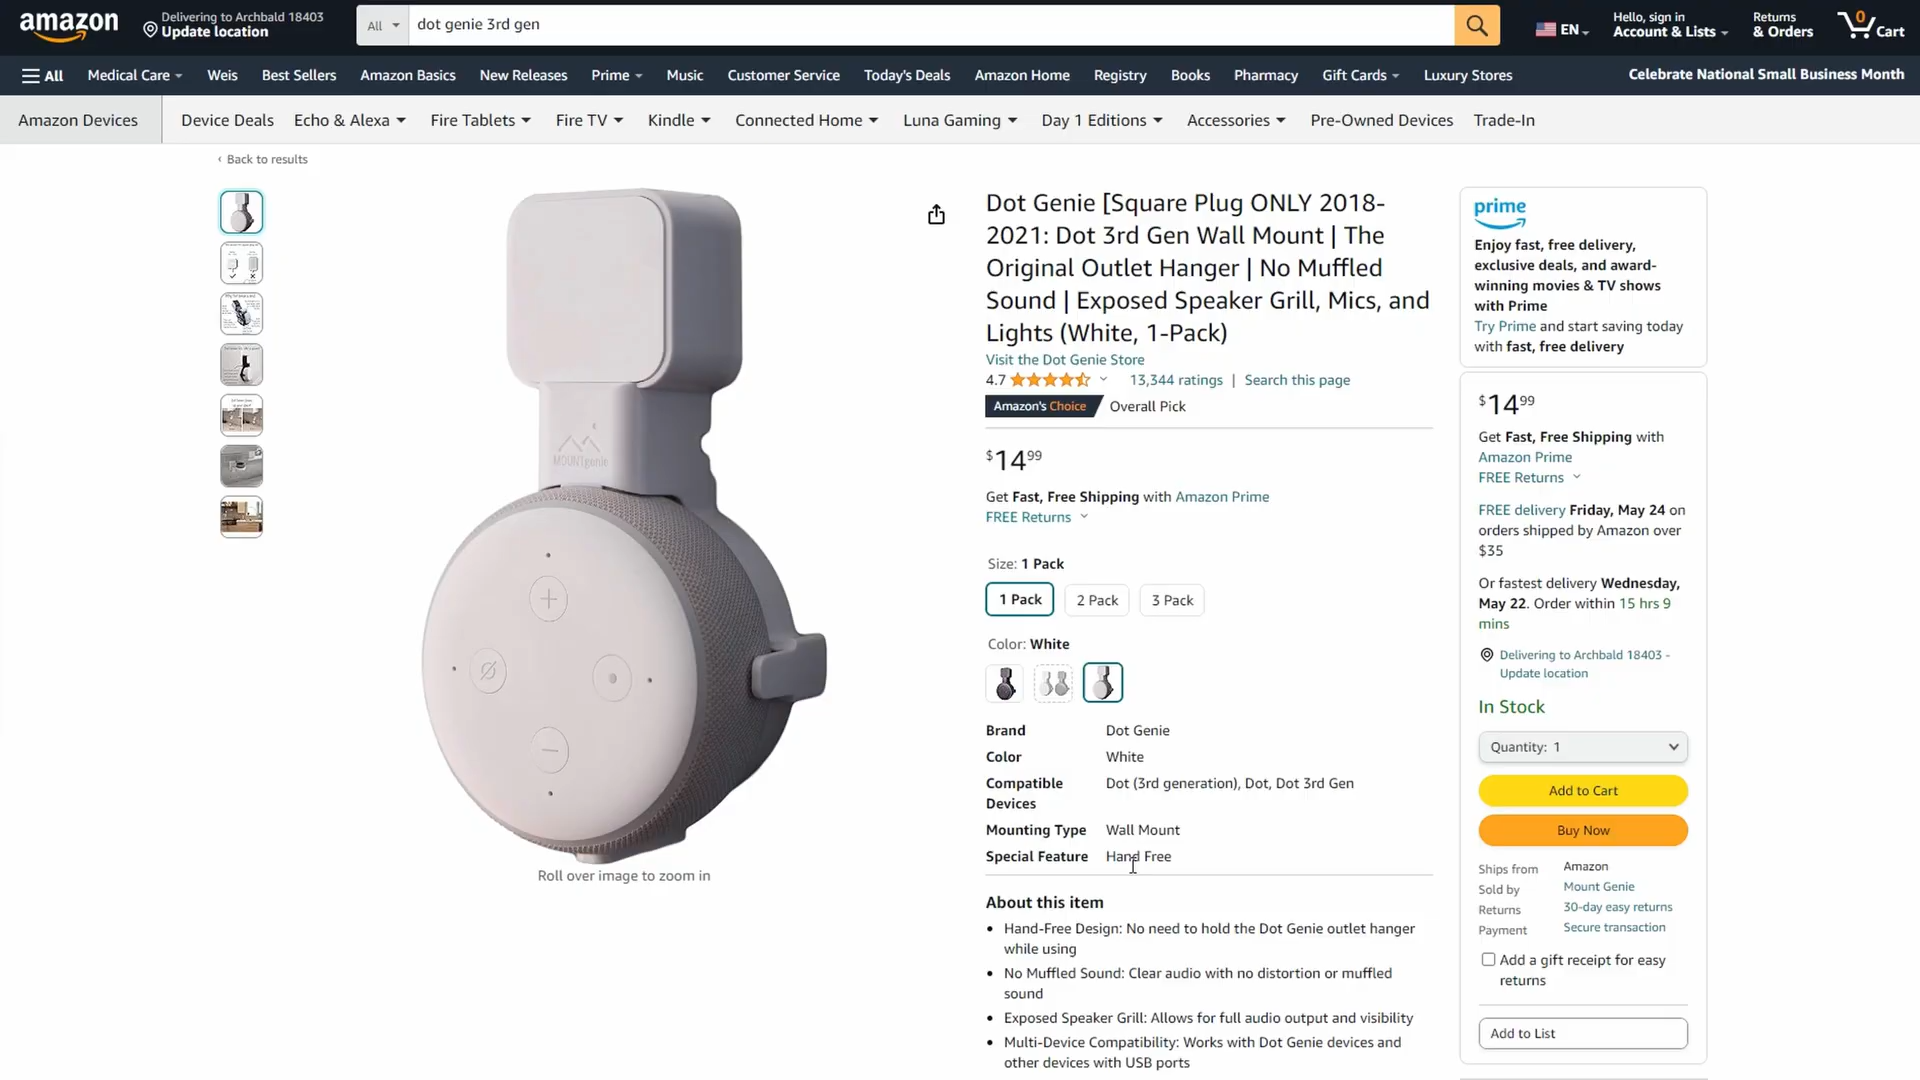 amazon
Delivering to Archbald 18403
Update location
All
dot genie 3rd gen
EN
Hello, sign in
Account & Lists
Returns
& Orders
0
Cart
All
Medical Care
Weis
Best Sellers
Amazon Basics
New Releases
Prime
Music
Customer Service
Today's Deals
Amazon Home
Registry
Books
Pharmacy
Gift Cards
Luxury Stores
Celebrate National Small Business Month
Amazon Devices
Device Deals
Echo & Alexa
Fire Tablets
Fire TV
Kindle
Connected Home
Luna Gaming
Day 1 Editions
Accessories
Pre-Owned Devices
Trade-In
‹ Back to results
MOUNTgenie
Roll over image to zoom in
Dot Genie [Square Plug ONLY 2018-
2021: Dot 3rd Gen Wall Mount | The
Original Outlet Hanger | No Muffled
Sound | Exposed Speaker Grill, Mics, and
Lights (White, 1-Pack)
Visit the Dot Genie Store
4.7
13,344 ratings | Search this page
Amazon's Choice Overall Pick
$14.99
Get Fast, Free Shipping with Amazon Prime
FREE Returns
Size: 1 Pack
1 Pack
2 Pack
3 Pack
Color: White
Brand Dot Genie
Color White
Compatible Dot (3rd generation), Dot, Dot 3rd Gen
Devices
Mounting Type Wall Mount
Special Feature Hand Free
About this item
• Hand-Free Design: No need to hold the Dot Genie outlet hanger
while using
• No Muffled Sound: Clear audio with no distortion or muffled
sound
• Exposed Speaker Grill: Allows for full audio output and visibility
• Multi-Device Compatibility: Works with Dot Genie devices and
other devices with USB ports
prime
Enjoy fast, free delivery,
exclusive deals, and award-
winning movies & TV shows
with Prime
Try Prime and start saving today
with fast, free delivery
$14.99
Get Fast, Free Shipping with
Amazon Prime
FREE Returns
FREE delivery Friday, May 24 on
orders shipped by Amazon over
$35
Or fastest delivery Wednesday,
May 22. Order within 15 hrs 9
mins
Delivering to Archbald 18403 -
Update location
In Stock
Quantity: 1
Add to Cart
Buy Now
Ships from Amazon
Sold by Mount Genie
Returns 30-day easy returns
Payment Secure transaction
Add a gift receipt for easy
returns
Add to List